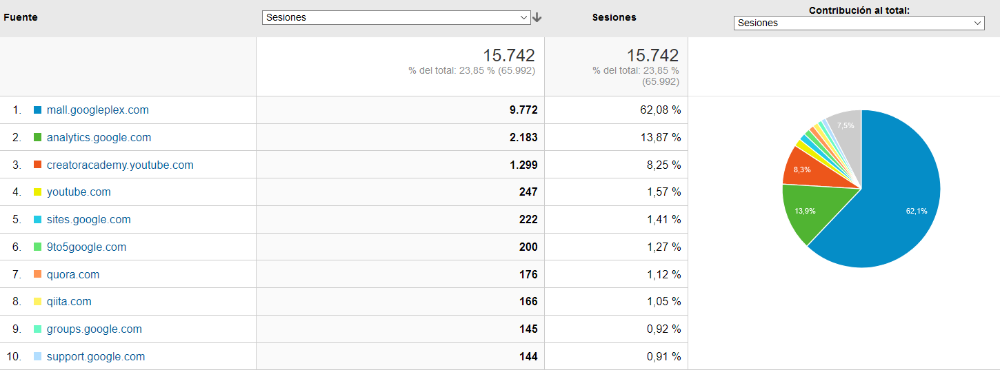 Fuente
Sesiones
Sesiones
Contribución al total:
Sesiones
15.742
% del total: 23,85 % (65.992)
15.742
% del total: 23,85 %
(65.992)
1. mall.googleplex.com 9.772 62,08 %
2. analytics.google.com 2.183 13,87 %
3. creatoracademy.youtube.com 1.299 8,25 %
4. youtube.com 247 1,57 %
5. sites.google.com 222 1,41 %
6. 9to5google.com 200 1,27 %
7. quora.com 176 1,12 %
8. qiita.com 166 1,05 %
9. groups.google.com 145 0,92 %
10. support.google.com 144 0,91 %
7,5%
8,3%
13,9%
62,1%